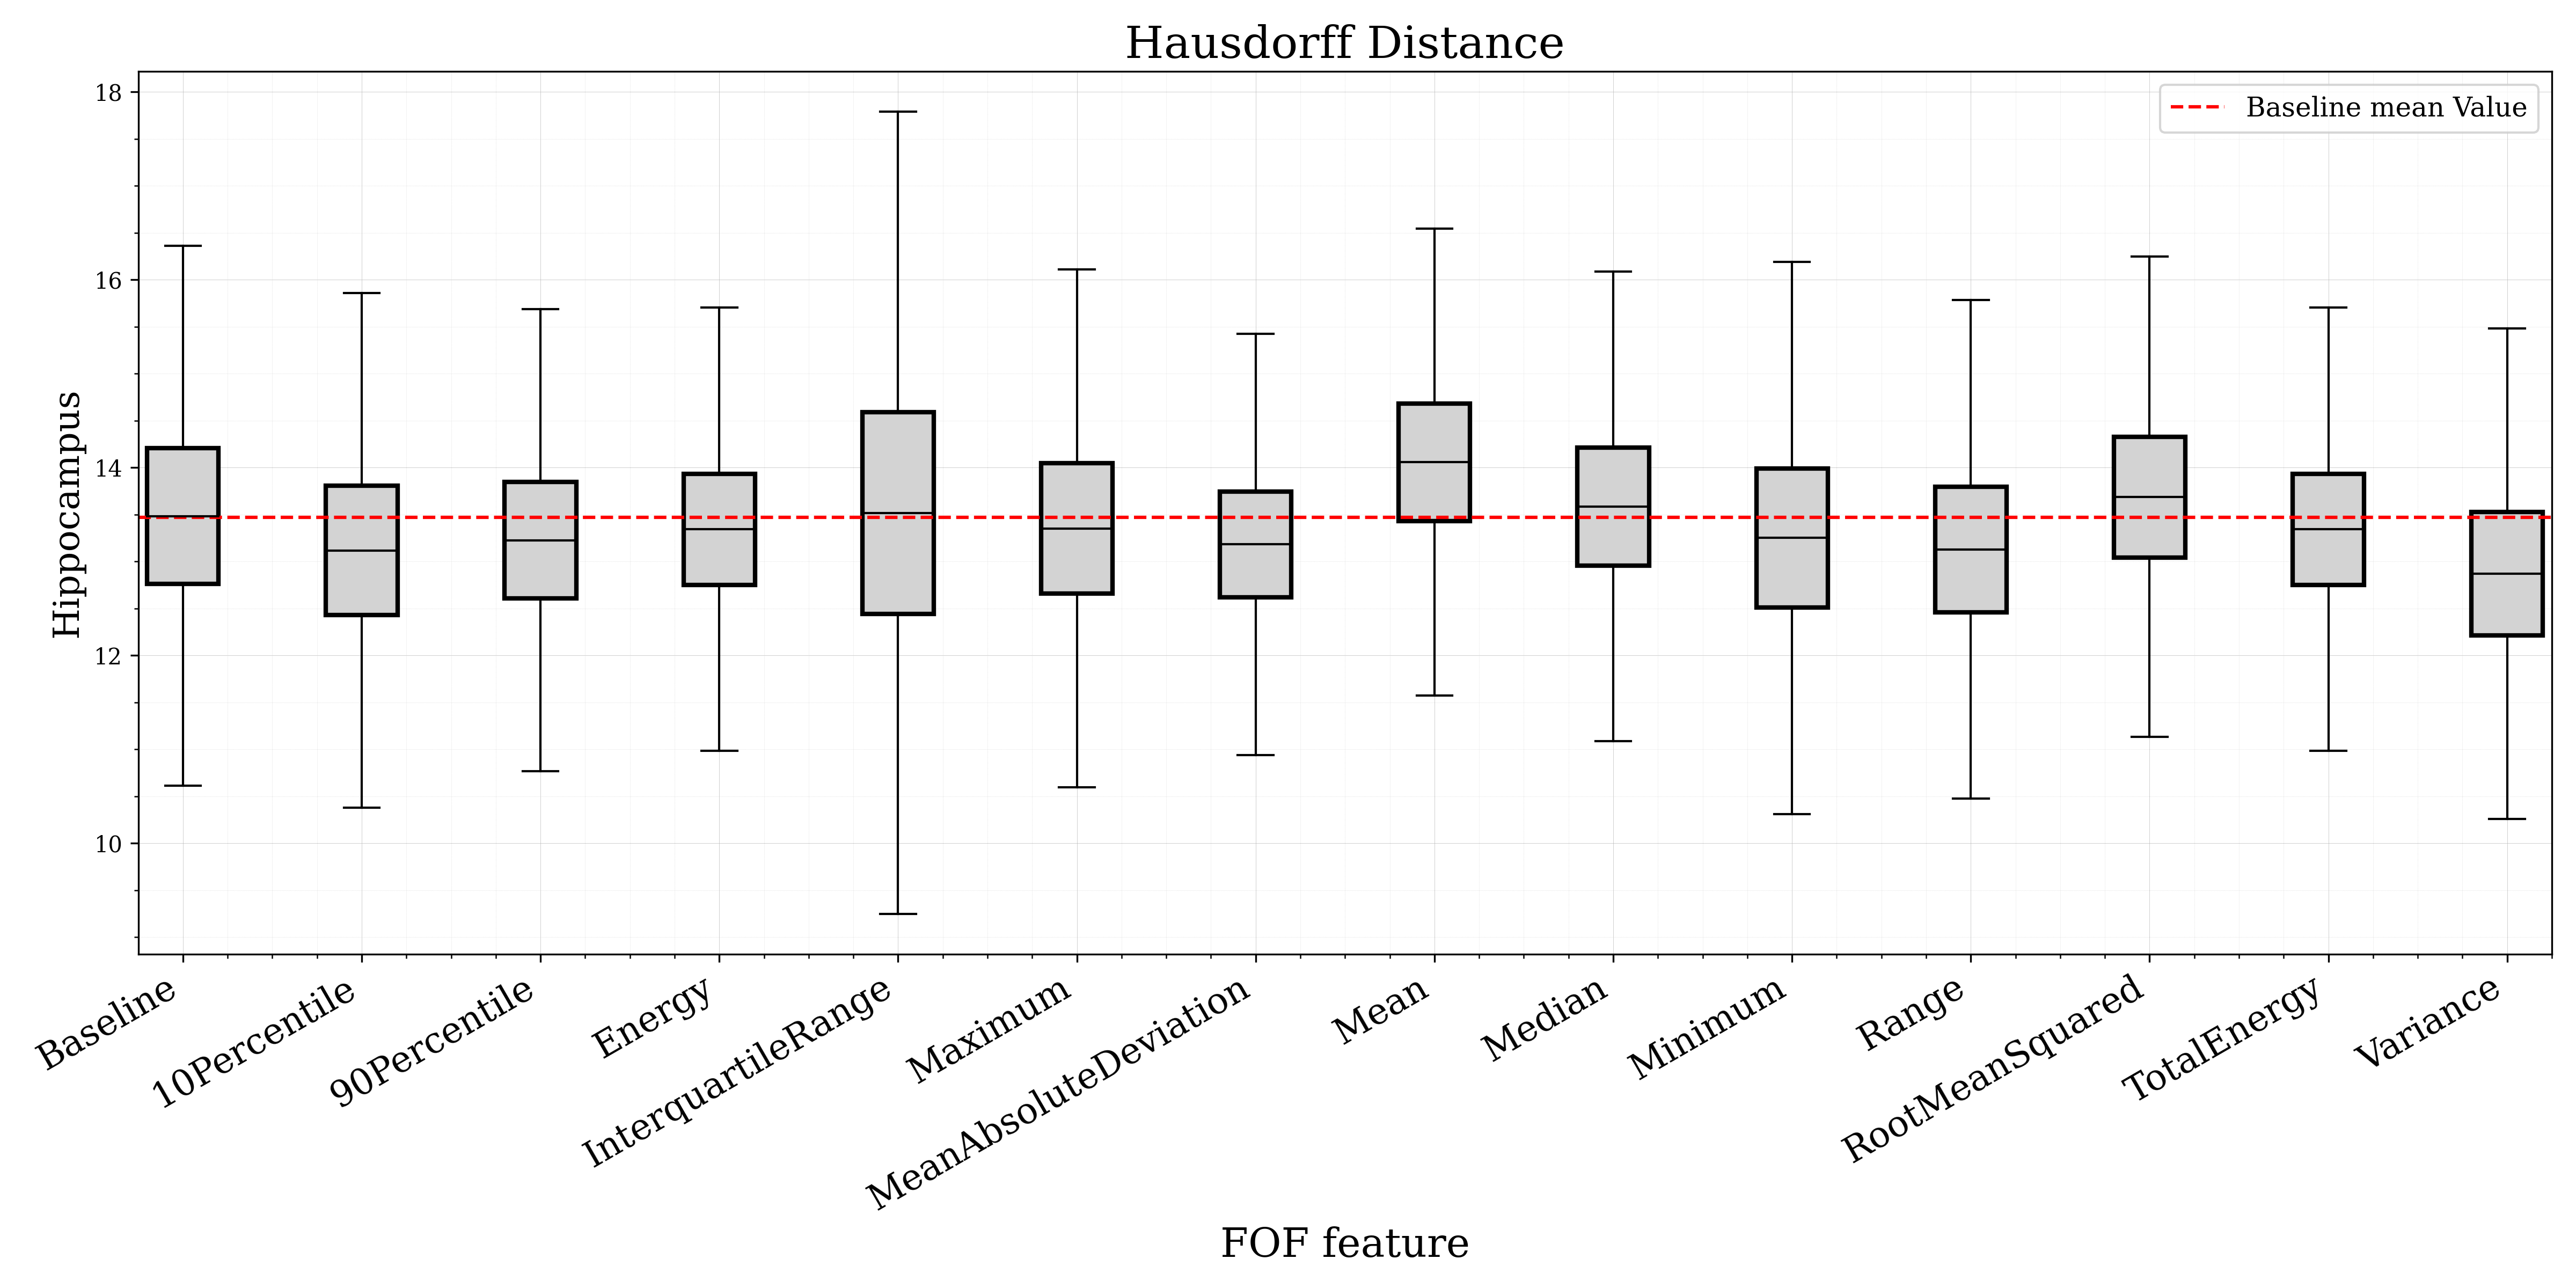 Hausdorff Distance
Baseline mean Value
Hippocampus
18
16
14
12
10
Baseline
10Percentile
90Percentile
Energy
InterquartileRange
Maximum
MeanAbsoluteDeviation
Mean
Median
Minimum
Range
RootMeanSquared
TotalEnergy
Variance
FOF feature